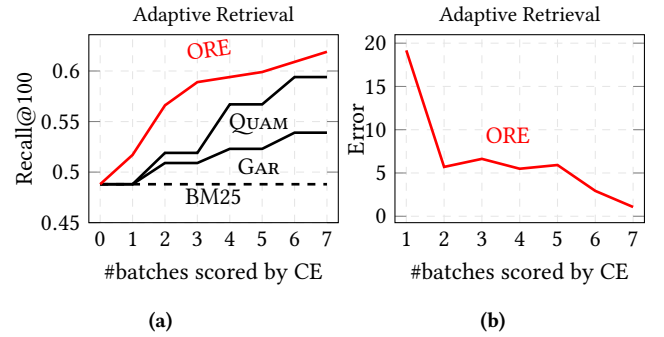 Adaptive Retrieval
Recall@100
0.6
0.55
0.5
0.45
ORE
QUAM
GAR
BM25
0 1 2 3 4 5 6 7
#batches scored by CE
(a)
Adaptive Retrieval
Error
20
15
10
5
0
ORE
1 2 3 4 5 6 7
#batches scored by CE
(b)